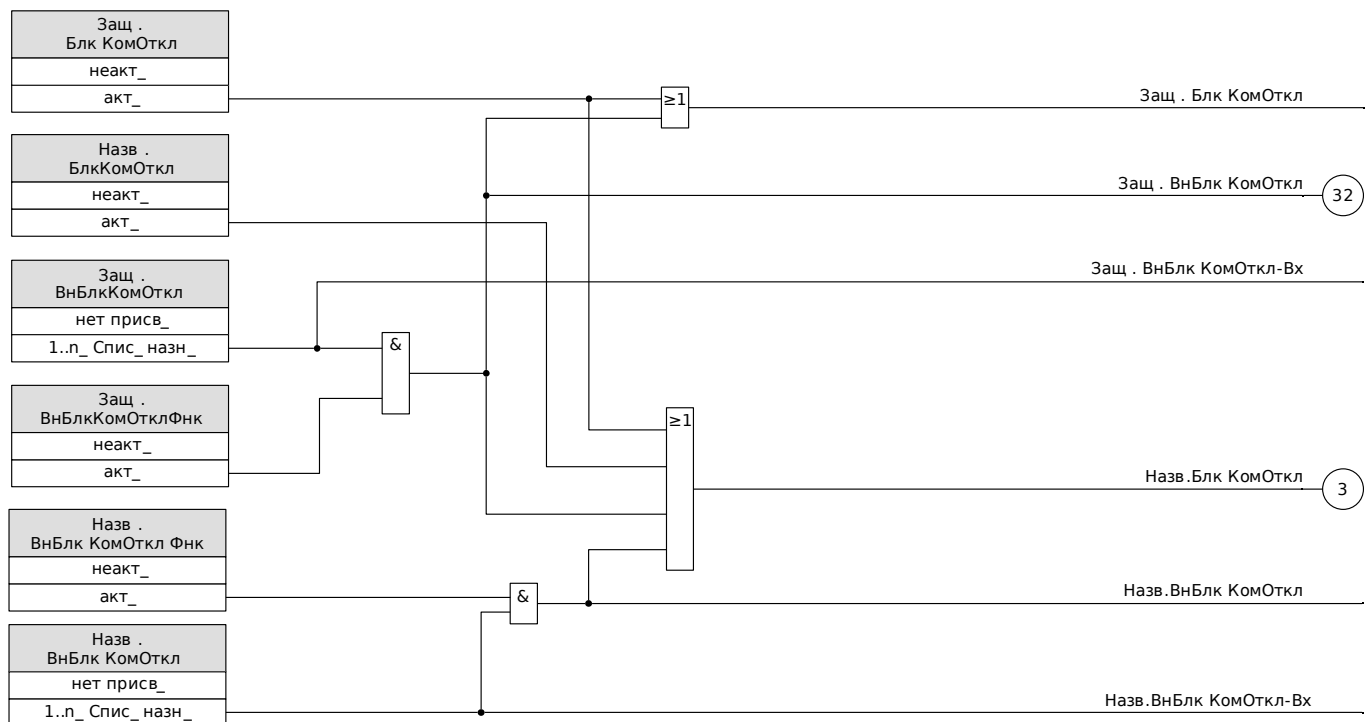 Защ .
Блк КомОткл
неакт_
акт_
≥1
Защ . Блк КомОткл
Назв .
БлкКомОткл
неакт_
акт_
Защ . ВнБлк КомОткл
32
Защ .
ВнБлкКомОткл
нет присв_
1..n_ Спис_ назн_
Защ . ВнБлк КомОткл-Вх
&
Защ .
ВнБлкКомОтклФнк
неакт_
акт_
≥1
Назв.Блк КомОткл
3
Назв .
ВнБлк КомОткл Фнк
неакт_
акт_
&
Назв.ВнБлк КомОткл
Назв .
ВнБлк КомОткл
нет присв_
1..n_ Спис_ назн_
Назв.ВнБлк КомОткл-Вх